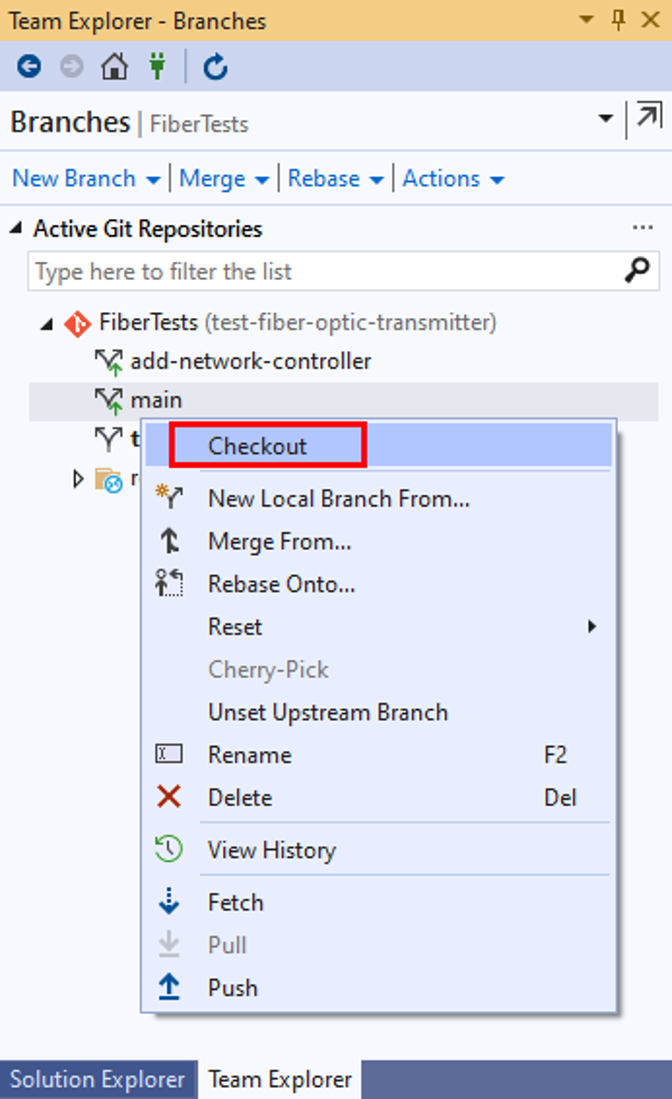 Team Explorer - Branches
Branches | FiberTests
New Branch | Merge | Rebase | Actions
Active Git Repositories ...
Type here to filter the list
FiberTests (test-fiber-optic-transmitter)
add-network-controller
main
Checkout
New Local Branch From...
Merge From...
Rebase Onto...
Reset
Cherry-Pick
Unset Upstream Branch
Rename F2
Delete Del
View History
Fetch
Pull
Push
Solution Explorer Team Explorer